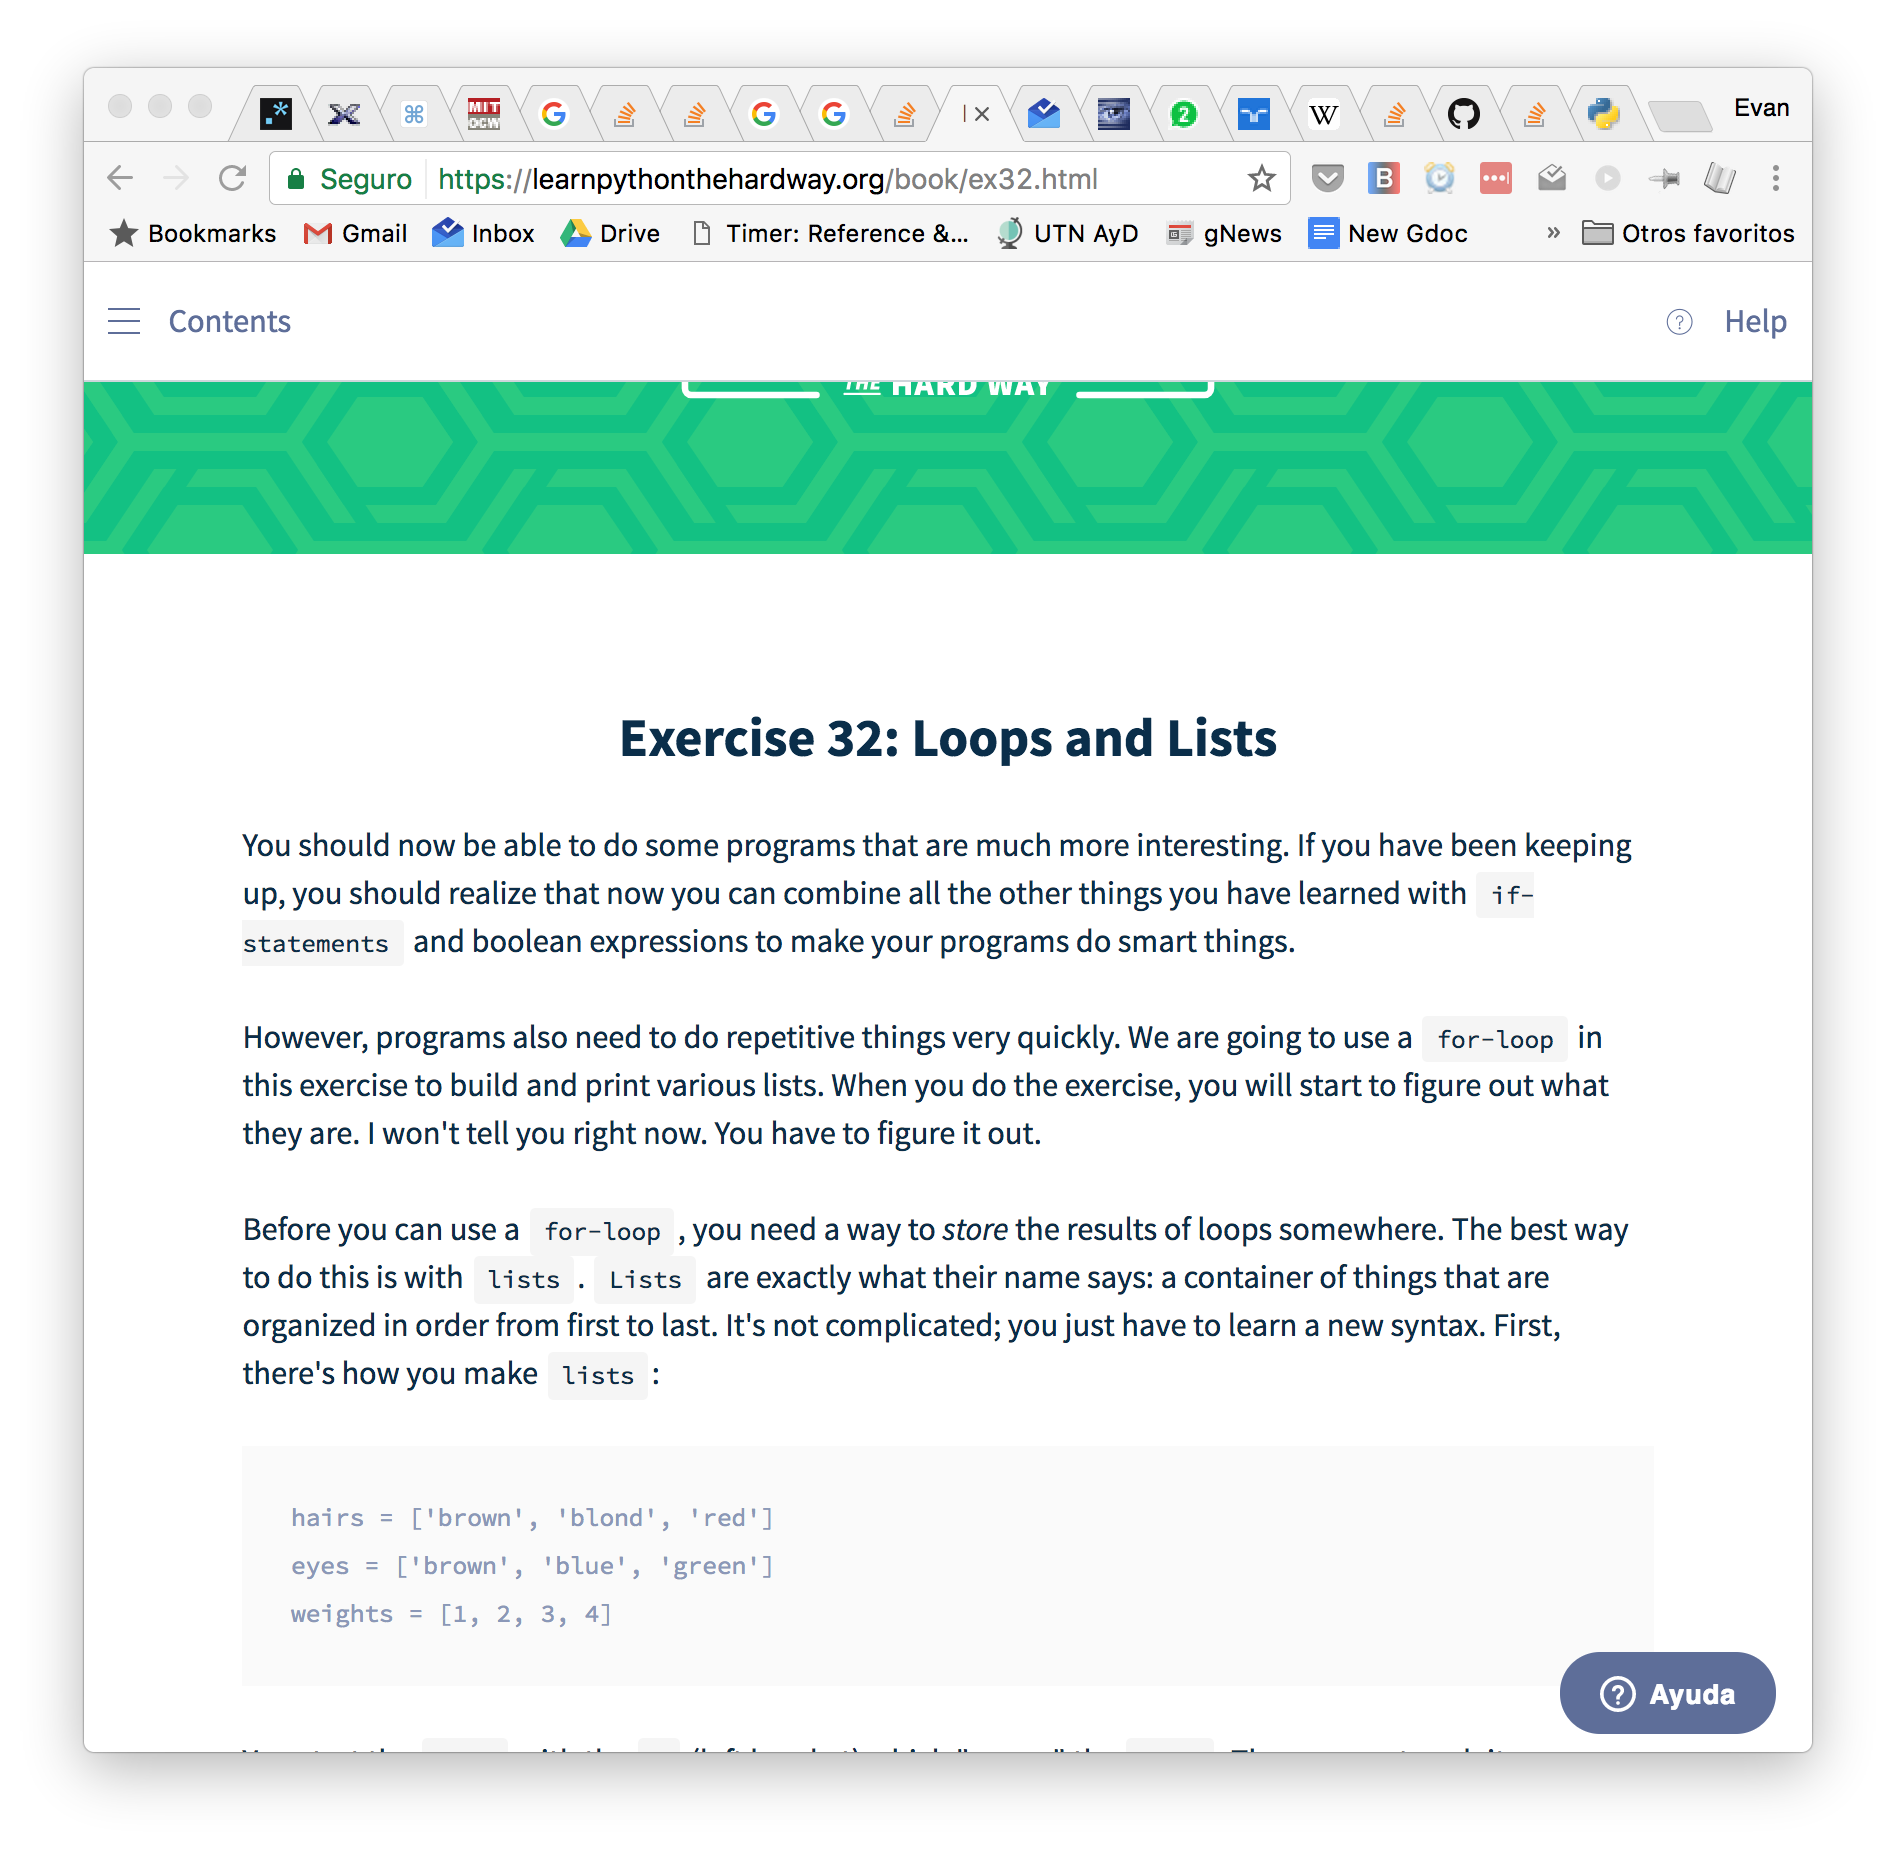 Evan
Seguro https://learnpythonthehardway.org/book/ex32.html
Bookmarks Gmail Inbox Drive Timer: Reference &... UTN AyD gNews New Gdoc » Otros favoritos
Contents Help
THE HARD WAY
Exercise 32: Loops and Lists
You should now be able to do some programs that are much more interesting. If you have been keeping
up, you should realize that now you can combine all the other things you have learned with if-
statements and boolean expressions to make your programs do smart things.
However, programs also need to do repetitive things very quickly. We are going to use a for-loop in
this exercise to build and print various lists. When you do the exercise, you will start to figure out what
they are. I won't tell you right now. You have to figure it out.
Before you can use a for-loop , you need a way to store the results of loops somewhere. The best way
to do this is with lists . Lists are exactly what their name says: a container of things that are
organized in order from first to last. It's not complicated; you just have to learn a new syntax. First,
there's how you make lists :
hairs = ['brown', 'blond', 'red']
eyes = ['brown', 'blue', 'green']
weights = [1, 2, 3, 4]
Ayuda